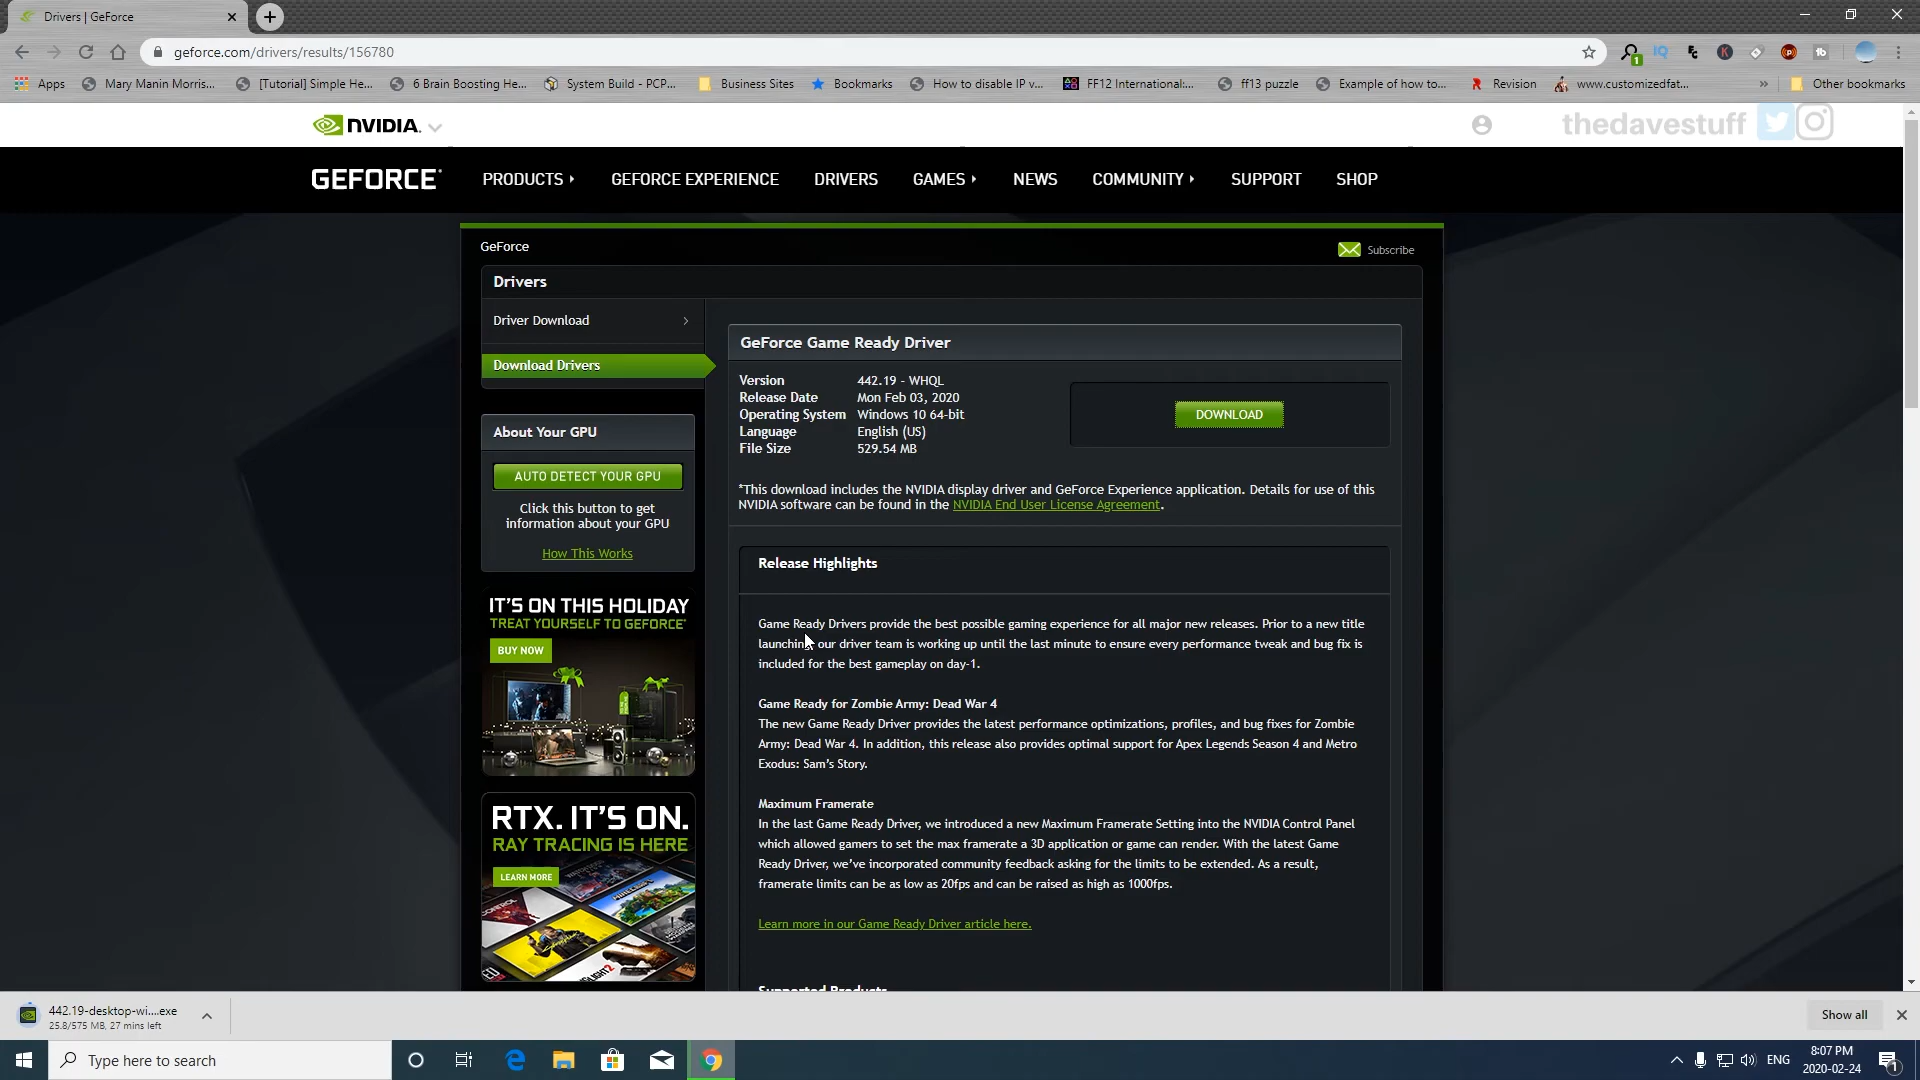 Drivers | GeForce
geforce.com/drivers/results/156780
1
Apps
Mary Manin Morris...
[Tutorial] Simple He...
6 Brain Boosting He...
System Build - PCP...
Business Sites
Bookmarks
How to disable IP v...
FF12 International:...
ff13 puzzle
Example of how to...
Revision
www.customizedfat...
»
Other bookmarks
NVIDIA.
thedavestuff
GEFORCE
PRODUCTS
GEFORCE EXPERIENCE
DRIVERS
GAMES
NEWS
COMMUNITY
SUPPORT
SHOP
GeForce
Subscribe
Drivers
Driver Download
Download Drivers
About Your GPU
AUTO DETECT YOUR GPU
Click this button to get
information about your GPU
How This Works
IT'S ON THIS HOLIDAY
TREAT YOURSELF TO GEFORCE
BUY NOW
RTX. IT'S ON.
RAY TRACING IS HERE
LEARN MORE
GeForce Game Ready Driver
Version 442.19 - WHQL
Release Date Mon Feb 03, 2020
Operating System Windows 10 64-bit
Language English (US)
File Size 529.54 MB
DOWNLOAD
*This download includes the NVIDIA display driver and GeForce Experience application. Details for use of this
NVIDIA software can be found in the NVIDIA End User License Agreement.
Release Highlights
Game Ready Drivers provide the best possible gaming experience for all major new releases. Prior to a new title
launching, our driver team is working up until the last minute to ensure every performance tweak and bug fix is
included for the best gameplay on day-1.
Game Ready for Zombie Army: Dead War 4
The new Game Ready Driver provides the latest performance optimizations, profiles, and bug fixes for Zombie
Army: Dead War 4. In addition, this release also provides optimal support for Apex Legends Season 4 and Metro
Exodus: Sam's Story.
Maximum Framerate
In the last Game Ready Driver, we introduced a new Maximum Framerate Setting into the NVIDIA Control Panel
which allowed gamers to set the max framerate a 3D application or game can render. With the latest Game
Ready Driver, we've incorporated community feedback asking for the limits to be extended. As a result,
framerate limits can be as low as 20fps and can be raised as high as 1000fps.
Learn more in our Game Ready Driver article here.
Supported Products
442.19-desktop-wi....exe
25.8/575 MB, 27 mins left
Show all
Type here to search
ENG
8:07 PM
2020-02-24
1